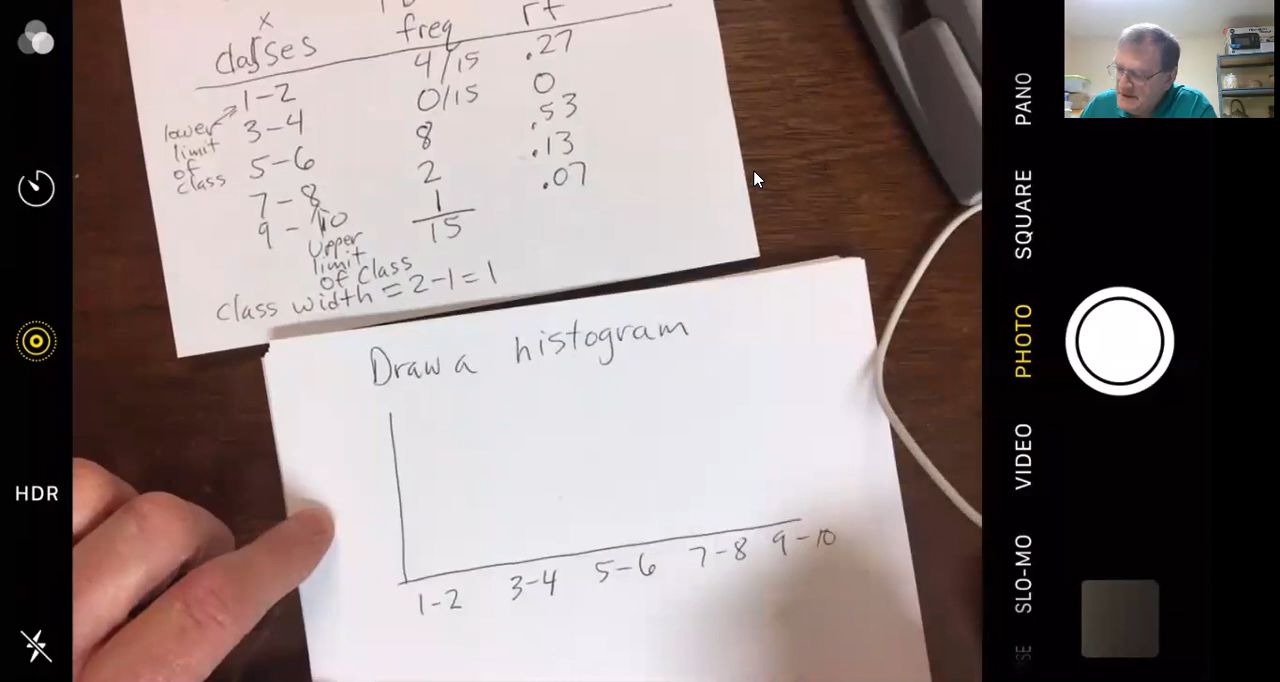 x
classes freq rf
1-2 4/15 .27
3-4 0/15 0
5-6 8 .53
7-8 2 .13
9-10 1 .07
15
lower
limit
of
class
Upper
limit
of Class
class width = 2-1=1
Draw a histogram
1-2 3-4 5-6 7-8 9-10
HDR
PANO
SQUARE
PHOTO
VIDEO
SLO-MO